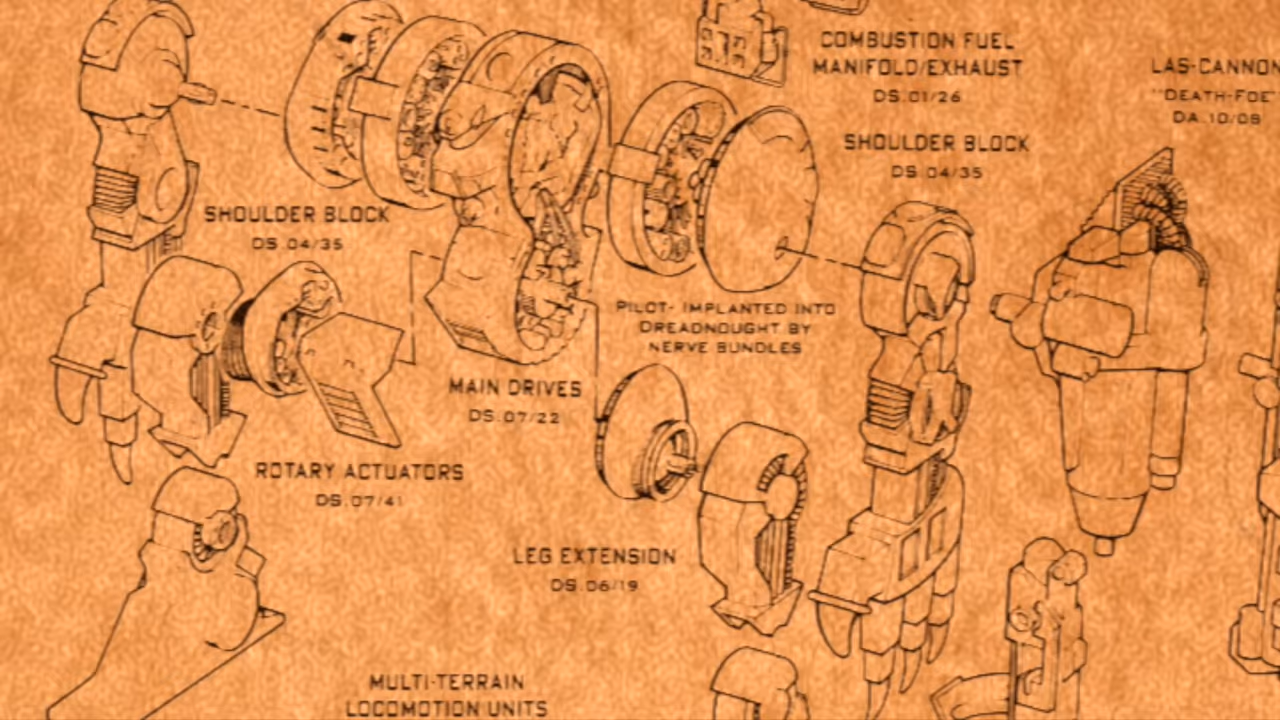 COMBUSTION FUEL
MANIFOLD/EXHAUST
DS.01/26
LAS-CANNON
"DEATH-FOE"
DA.10/08
SHOULDER BLOCK
DS.04/35
SHOULDER BLOCK
DS.04/35
PILOT- IMPLANTED INTO
DREADNOUGHT BY
NERVE BUNDLES
MAIN DRIVES
DS.07/22
ROTARY ACTUATORS
DS.07/41
LEG EXTENSION
DS.06/19
MULTI-TERRAIN
LOCOMOTION UNITS